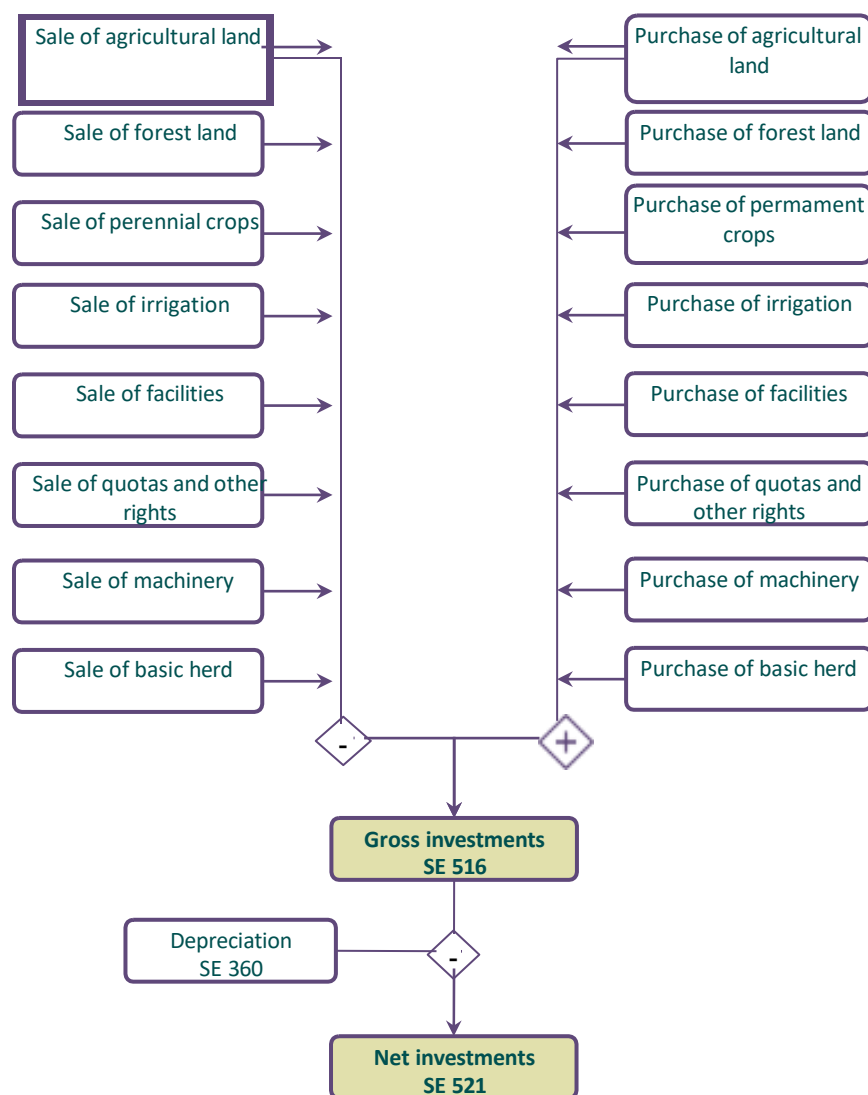 Sale of agricultural land
Purchase of agricultural
land
Sale of forest land
Purchase of forest land
Sale of perennial crops
Purchase of permament
crops
Sale of irrigation
Purchase of irrigation
Sale of facilities
Purchase of facilities
Sale of quotas and other
rights
Purchase of quotas and
other rights
Sale of machinery
Purchase of machinery
Sale of basic herd
Purchase of basic herd
-
+
Gross investments
SE 516
Depreciation
SE 360
-
Net investments
SE 521